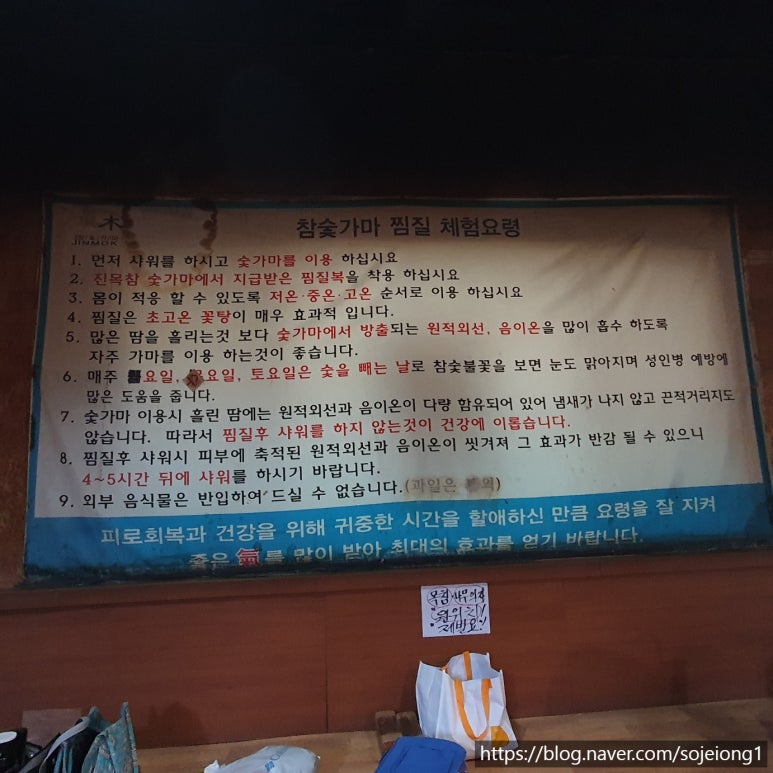 木
JINMOK
참숯가마 찜질 체험요령
1. 먼저 샤워를 하시고 숯가마를 이용 하십시요
2. 진목참 숯가마에서 지급받은 찜질복을 착용 하십시요
3. 몸이 적응 할 수 있도록 저온·중온·고온 순서로 이용 하십시요
4. 찜질은 초고온 꽃탕이 매우 효과적 입니다.
5. 많은 땀을 흘리는것 보다 숯가마에서 방출되는 원적외선, 음이온을 많이 흡수 하도록
자주 가마를 이용 하는것이 좋습니다.
6. 매주 요일, 요일, 토요일은 숯을 빼는 날로 참숯불꽃을 보면 눈도 맑아지며 성인병 예방에
많은 도움을 줍니다.
7. 숯가마 이용시 흘린 땀에는 원적외선과 음이온이 다량 함유되어 있어 냄새가 나지 않고 끈적거리지도
않습니다. 따라서 찜질후 샤워를 하지 않는것이 건강에 이롭습니다.
8. 찜질후 샤워시 피부에 축적된 원적외선과 음이온이 씻겨져 그 효과가 반감 될 수 있으니
4~5시간 뒤에 샤워를 하시기 바랍니다.
9. 외부 음식물은 반입하여 드실 수 없습니다.(과일은
피로회복과 건강을 위해 귀중한 시간을 할애하신 만큼 요령을 잘 지켜
좋은 氣를 많이 받아 최대의 효과를 얻기 바랍니다.
목침·나무의자
원위치!
제발요!!
https://blog.naver.com/sojeiong1